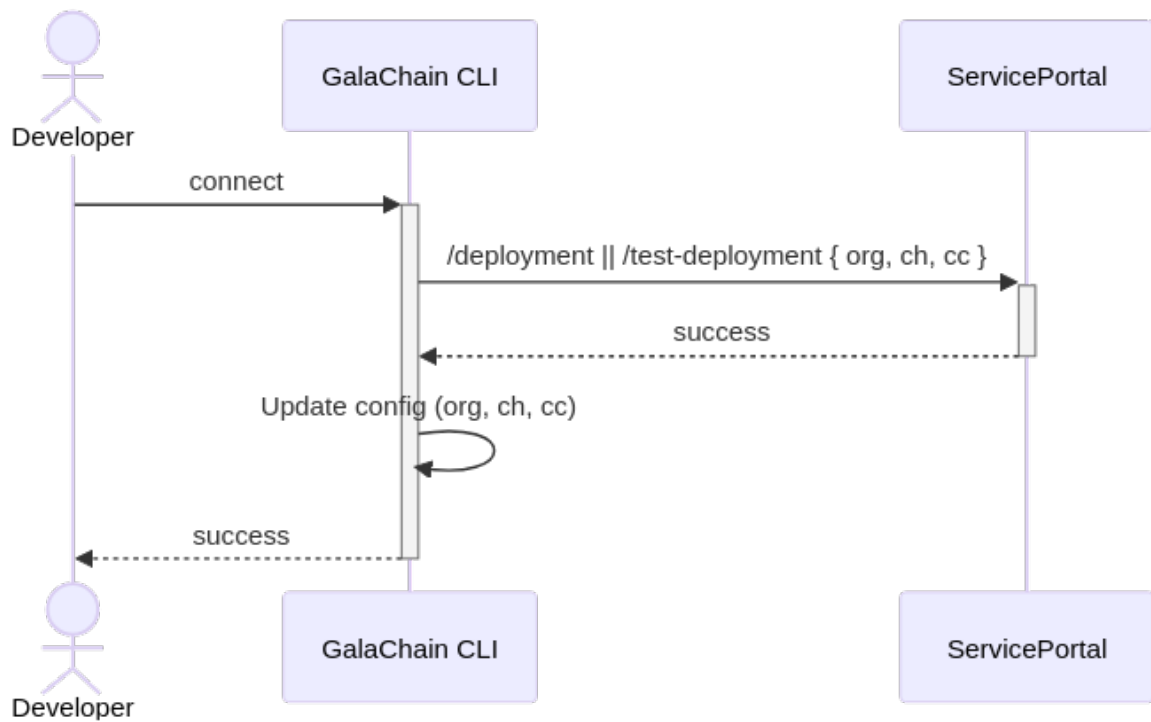 GalaChain CLI
ServicePortal
Developer
connect
/deployment || /test-deployment { org, ch, cc }
success
Update config (org, ch, cc)
success
GalaChain CLI
ServicePortal
Developer